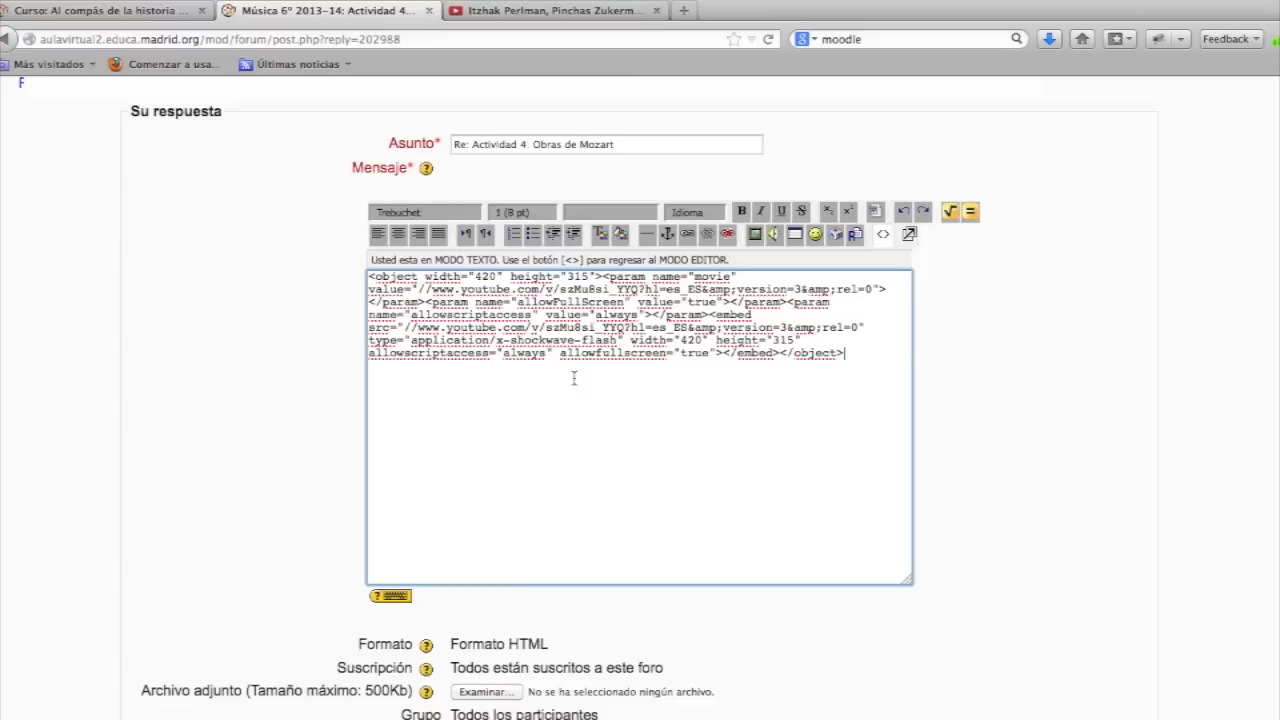 Curso: Al compás de la historia ...
Música 6º 2013-14: Actividad 4...
Itzhak Perlman, Pinchas Zukerm...
aulavirtual2.educa.madrid.org/mod/forum/post.php?reply=202988
moodle
Feedback
Más visitados
Comenzar a usa...
Últimas noticias
F
Su respuesta
Asunto*
Re: Actividad 4. Obras de Mozart
Mensaje*
Trebuchet
1 (8 pt)
Idioma
B I U S
Usted esta en MODO TEXTO. Use el botón [<>] para regresar al MODO EDITOR.
<object width="420" height="315"><param name="movie"
value="//www.youtube.com/v/szMu8si_YYQ?hl=es_ES&amp;version=3&amp;rel=0">
</param><param name="allowFullScreen" value="true"></param><param
name="allowscriptaccess" value="always"></param><embed
src="//www.youtube.com/v/szMu8si_YYQ?hl=es_ES&amp;version=3&amp;rel=0"
type="application/x-shockwave-flash" width="420" height="315"
allowscriptaccess="always" allowfullscreen="true"></embed></object>
Formato
Formato HTML
Suscripción
Todos están suscritos a este foro
Archivo adjunto (Tamaño máximo: 500Kb)
Examinar...
No se ha seleccionado ningún archivo.
Grupo
Todos los participantes